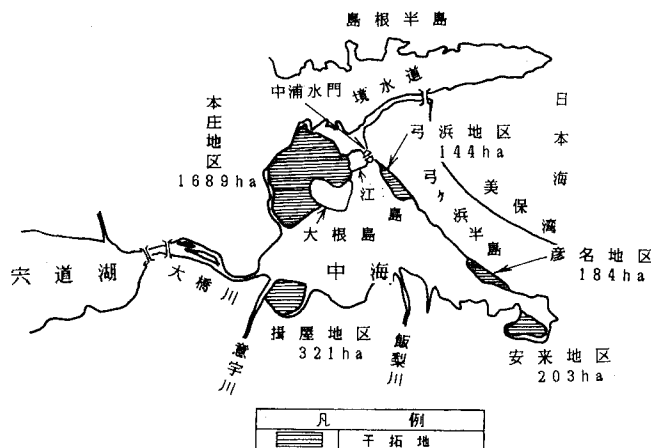 島根半島
中浦水門
境水道
日本海
本庄地区
1689ha
弓浜地区
144ha
江島
弓ヶ浜半島
美保湾
大根島
彦名地区
184ha
宍道湖
大橋川
中海
揖屋地区
321ha
意宇川
飯梨川
安来地区
203ha
凡例
干拓地